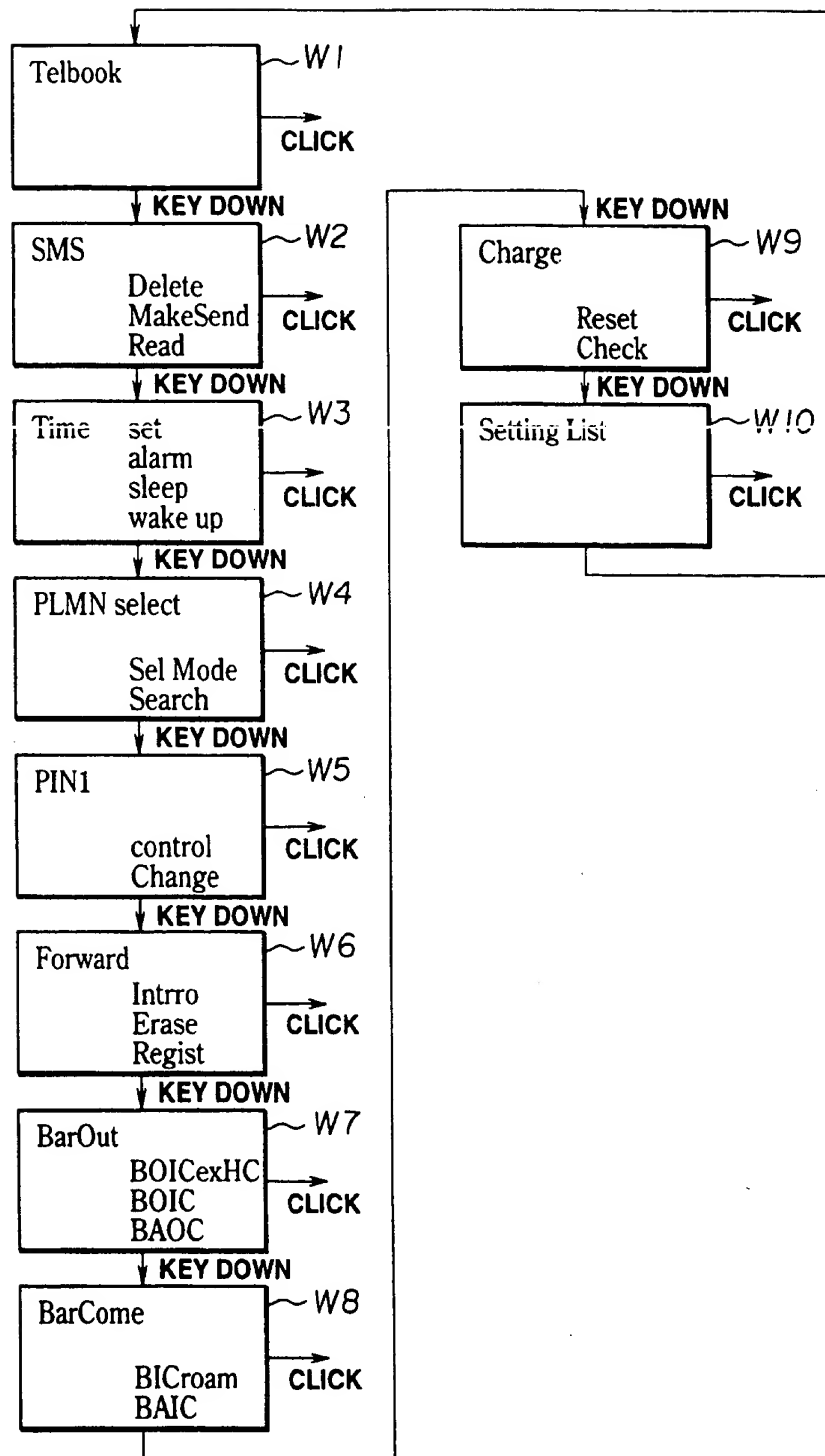 Telbook
W1
CLICK
KEY DOWN
SMS
W2
Delete
MakeSend
Read
CLICK
KEY DOWN
Time set
W3
alarm
sleep
wake up
CLICK
KEY DOWN
PLMN select
W4
Sel Mode
Search
CLICK
KEY DOWN
PIN1
W5
control
Change
CLICK
KEY DOWN
Forward
W6
Intrro
Erase
Regist
CLICK
KEY DOWN
BarOut
W7
BOICexHC
BOIC
BAOC
CLICK
KEY DOWN
BarCome
W8
BICroam
BAIC
CLICK
KEY DOWN
Charge
W9
Reset
Check
CLICK
KEY DOWN
Setting List
W10
CLICK